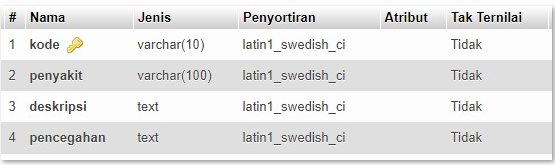 # Nama Jenis Penyortiran Atribut Tak Ternilai
1 kode varchar(10) latin1_swedish_ci Tidak
2 penyakit varchar(100) latin1_swedish_ci Tidak
3 deskripsi text latin1_swedish_ci Tidak
4 pencegahan text latin1_swedish_ci Tidak